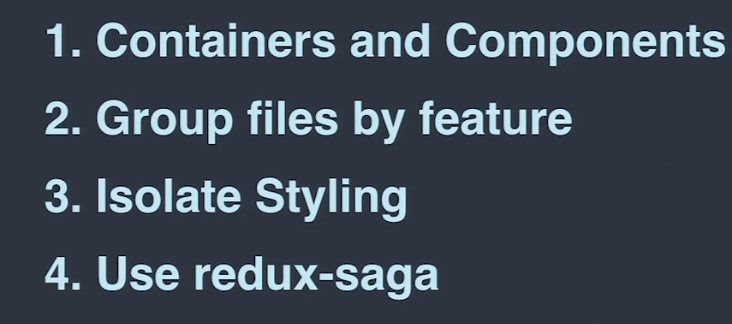 1. Containers and Components
2. Group files by feature
3. Isolate Styling
4. Use redux-saga